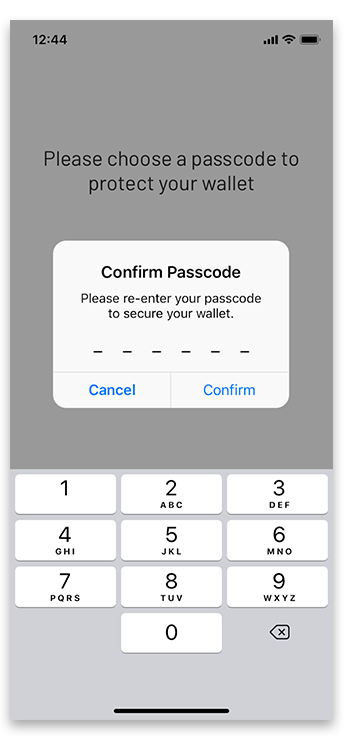 12:44
Please choose a passcode to
protect your wallet
Confirm Passcode
Please re-enter your passcode
to secure your wallet.
_ _ _ _ _ _
Cancel Confirm
1 2 3
ABC DEF
4 5 6
GHI JKL MNO
7 8 9
PQRS TUV WXYZ
0